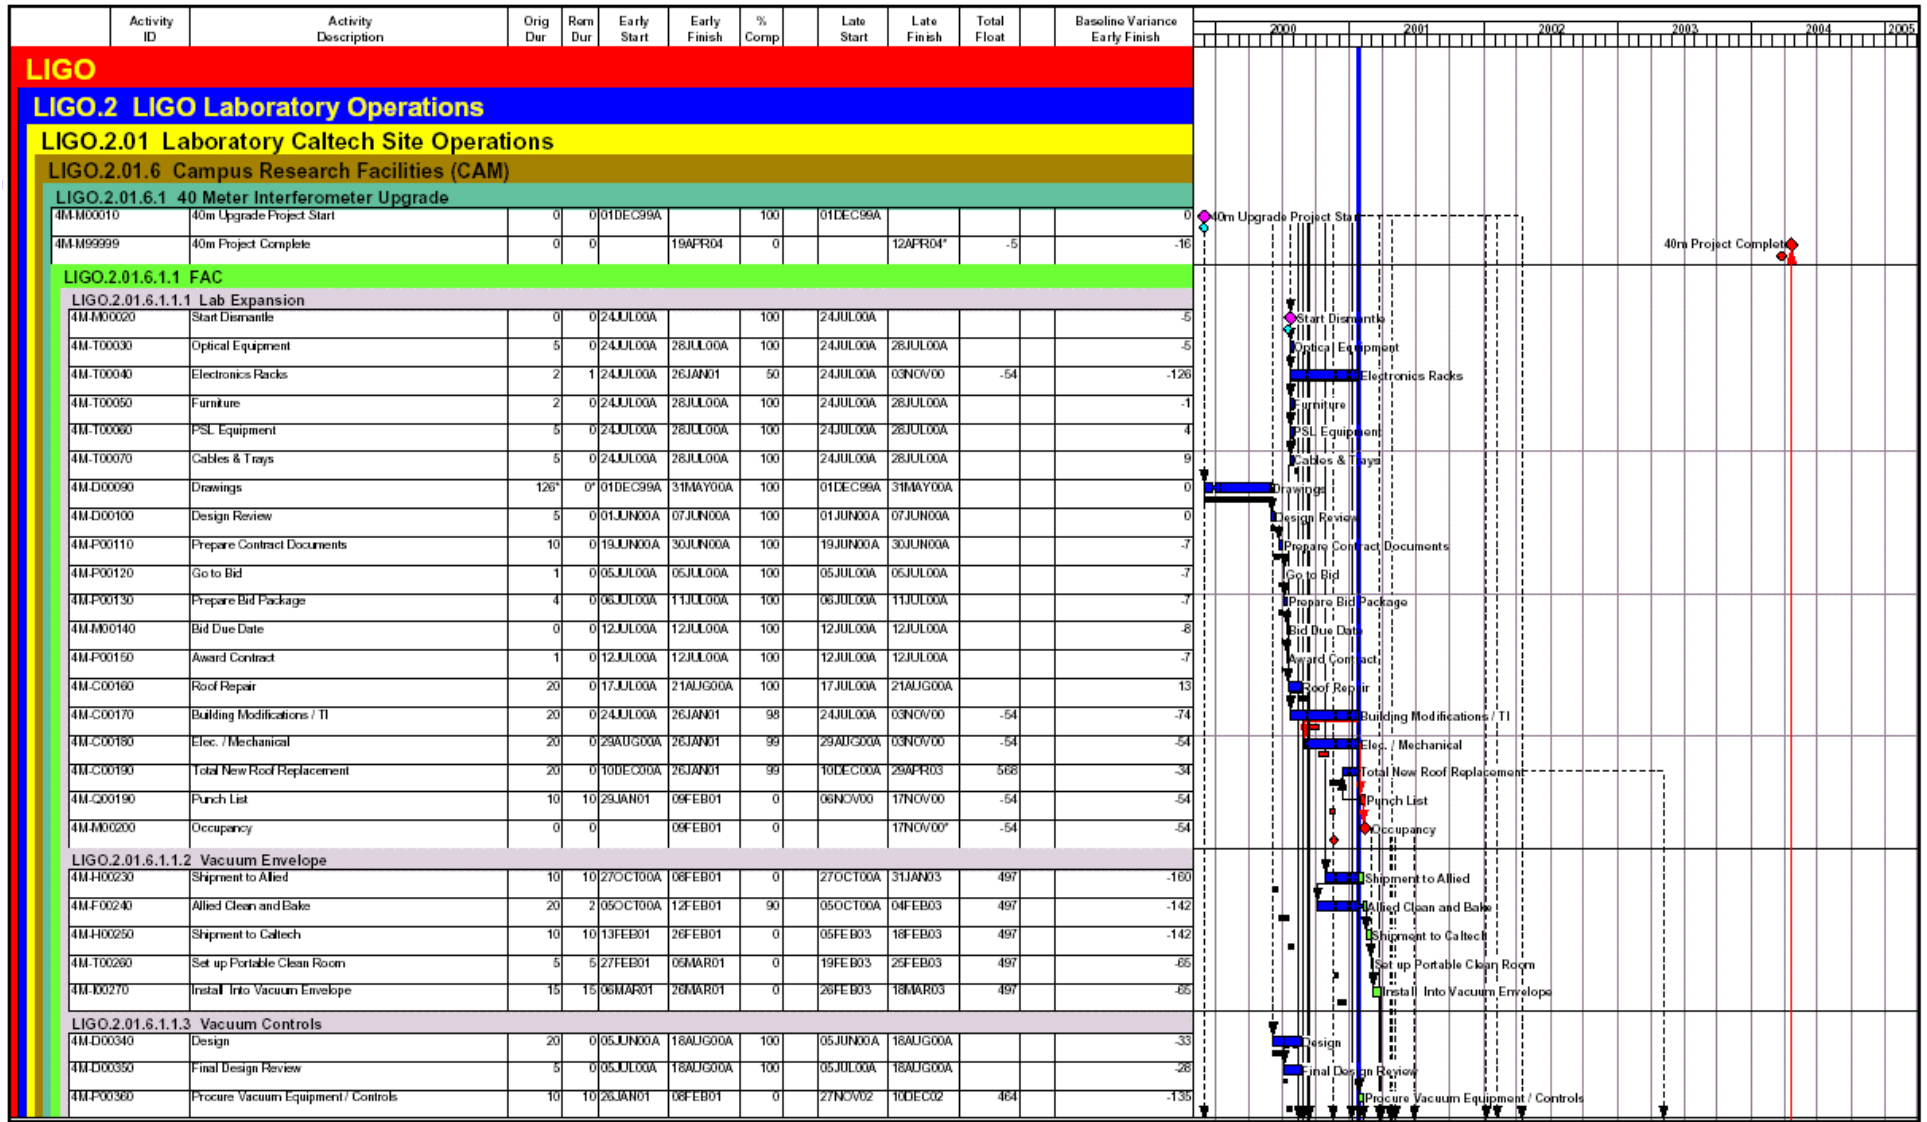 Activity ID | Activity Description | Orig Dur | Rem Dur | Early Start | Early Finish | % Comp | Late Start | Late Finish | Total Float | Baseline Variance Early Finish | 2000 | 2001 | 2002 | 2003 | 2004 | 2005
LIGO
LIGO.2 LIGO Laboratory Operations
LIGO.2.01 Laboratory Caltech Site Operations
LIGO.2.01.6 Campus Research Facilities (CAM)
LIGO.2.01.6.1 40 Meter Interferometer Upgrade
4M-M00010 40m Upgrade Project Start 0 0 01DEC99A 100 01DEC99A 0 40m Upgrade Project Star
4M-M99999 40m Project Complete 0 0 19APR04 0 12APR04* -5 -16 40m Project Complete
LIGO.2.01.6.1.1 FAC
LIGO.2.01.6.1.1.1 Lab Expansion
4M-M00020 Start Dismantle 0 0 24JUL00A 100 24JUL00A -5 Start Dismantle
4M-T00030 Optical Equipment 5 0 24JUL00A 28JUL00A 100 24JUL00A 28JUL00A -5 Optical Equipment
4M-T00040 Electronics Racks 2 1 24JUL00A 26JAN01 50 24JUL00A 03NOV00 -54 -126 Electronics Racks
4M-T00050 Furniture 2 0 24JUL00A 28JUL00A 100 24JUL00A 28JUL00A -1 Furniture
4M-T00060 PSL Equipment 5 0 24JUL00A 28JUL00A 100 24JUL00A 28JUL00A 4 PSL Equipment
4M-T00070 Cables & Trays 5 0 24JUL00A 28JUL00A 100 24JUL00A 28JUL00A 9 Cables & Trays
4M-D00090 Drawings 126* 0* 01DEC99A 31MAY00A 100 01DEC99A 31MAY00A 0 Drawings
4M-D00100 Design Review 5 0 01JUN00A 07JUN00A 100 01JUN00A 07JUN00A 0 Design Review
4M-P00110 Prepare Contract Documents 10 0 19JUN00A 30JUN00A 100 19JUN00A 30JUN00A -7 Prepare Contract Documents
4M-P00120 Go to Bid 1 0 05JUL00A 05JUL00A 100 05JUL00A 05JUL00A -7 Go to Bid
4M-P00130 Prepare Bid Package 4 0 06JUL00A 11JUL00A 100 06JUL00A 11JUL00A -7 Prepare Bid Package
4M-M00140 Bid Due Date 0 0 12JUL00A 12JUL00A 100 12JUL00A 12JUL00A -8 Bid Due Date
4M-P00150 Award Contract 1 0 12JUL00A 12JUL00A 100 12JUL00A 12JUL00A -7 Award Contract
4M-C00160 Roof Repair 20 0 17JUL00A 21AUG00A 100 17JUL00A 21AUG00A 13 Roof Repair
4M-C00170 Building Modifications / TI 20 0 24JUL00A 26JAN01 98 24JUL00A 03NOV00 -54 -74 Building Modifications / TI
4M-C00180 Elec. / Mechanical 20 0 29AUG00A 26JAN01 99 29AUG00A 03NOV00 -54 -54 Elec. / Mechanical
4M-C00190 Total New Roof Replacement 20 0 10DEC00A 26JAN01 99 10DEC00A 29APR03 568 -34 Total New Roof Replacement
4M-Q00190 Punch List 10 10 29JAN01 09FEB01 0 06NOV00 17NOV00 -54 -54 Punch List
4M-M00200 Occupancy 0 0 09FEB01 0 17NOV00* -54 -54 Occupancy
LIGO.2.01.6.1.1.2 Vacuum Envelope
4M-H00230 Shipment to Allied 10 10 27OCT00A 08FEB01 0 27OCT00A 31JAN03 497 -160 Shipment to Allied
4M-F00240 Allied Clean and Bake 20 2 05OCT00A 12FEB01 90 05OCT00A 04FEB03 497 -142 Allied Clean and Bake
4M-H00250 Shipment to Caltech 10 10 13FEB01 26FEB01 0 05FEB03 18FEB03 497 -142 Shipment to Caltech
4M-T00260 Set up Portable Clean Room 5 5 27FEB01 05MAR01 0 19FEB03 25FEB03 497 -65 Set up Portable Clean Room
4M-I00270 Install Into Vacuum Envelope 15 15 06MAR01 26MAR01 0 26FEB03 18MAR03 497 -65 Install Into Vacuum Envelope
LIGO.2.01.6.1.1.3 Vacuum Controls
4M-D00340 Design 20 0 05JUN00A 18AUG00A 100 05JUN00A 18AUG00A -33 Design
4M-D00350 Final Design Review 5 0 05JUL00A 18AUG00A 100 05JUL00A 18AUG00A -28 Final Design Review
4M-P00360 Procure Vacuum Equipment / Controls 10 10 26JAN01 08FEB01 0 27NOV02 10DEC02 464 -135 Procure Vacuum Equipment / Controls